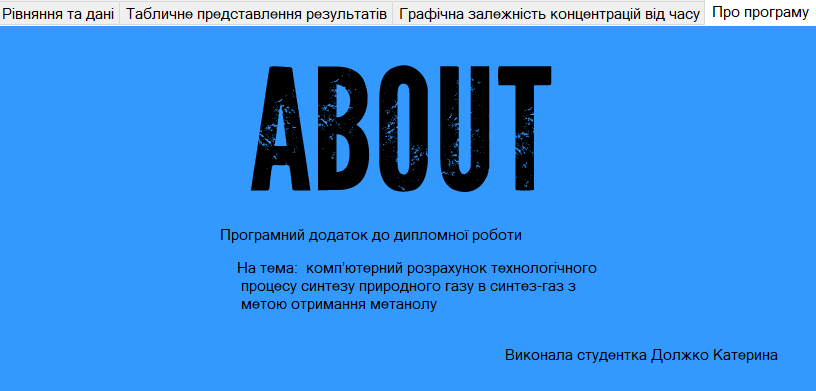 Рівняння та дані Табличне представлення результатів Графічна залежність концентрацій від часу Про програму
ABOUT
Програмний додаток до дипломної роботи
На тема: комп'ютерний розрахунок технологічного
процесу синтезу природного газу в синтез-газ з
метою отримання метанолу
Виконала студентка Должко Катерина